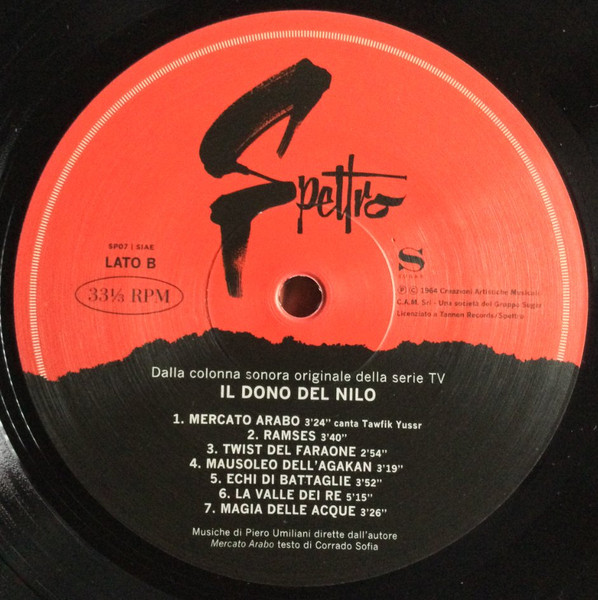 Spettro
SP07 | SIAE
LATO B
33⅓ RPM
S
℗ © 1964 Creazioni Artistiche Musicali
C.A.M. Srl - Una società del Gruppo Sugar
Licenziato a Tannen Records/Spettro
Dalla colonna sonora originale della serie TV
IL DONO DEL NILO
1. MERCATO ARABO 3'24" canta Tawfik Yussr
2. RAMSES 3'40"
3. TWIST DEL FARAONE 2'54"
4. MAUSOLEO DELL'AGAKAN 3'19"
5. ECHI DI BATTAGLIE 3'52"
6. LA VALLE DEI RE 5'15"
7. MAGIA DELLE ACQUE 3'26"
Musiche di Piero Umiliani dirette dall'autore
Mercato Arabo testo di Corrado Sofia